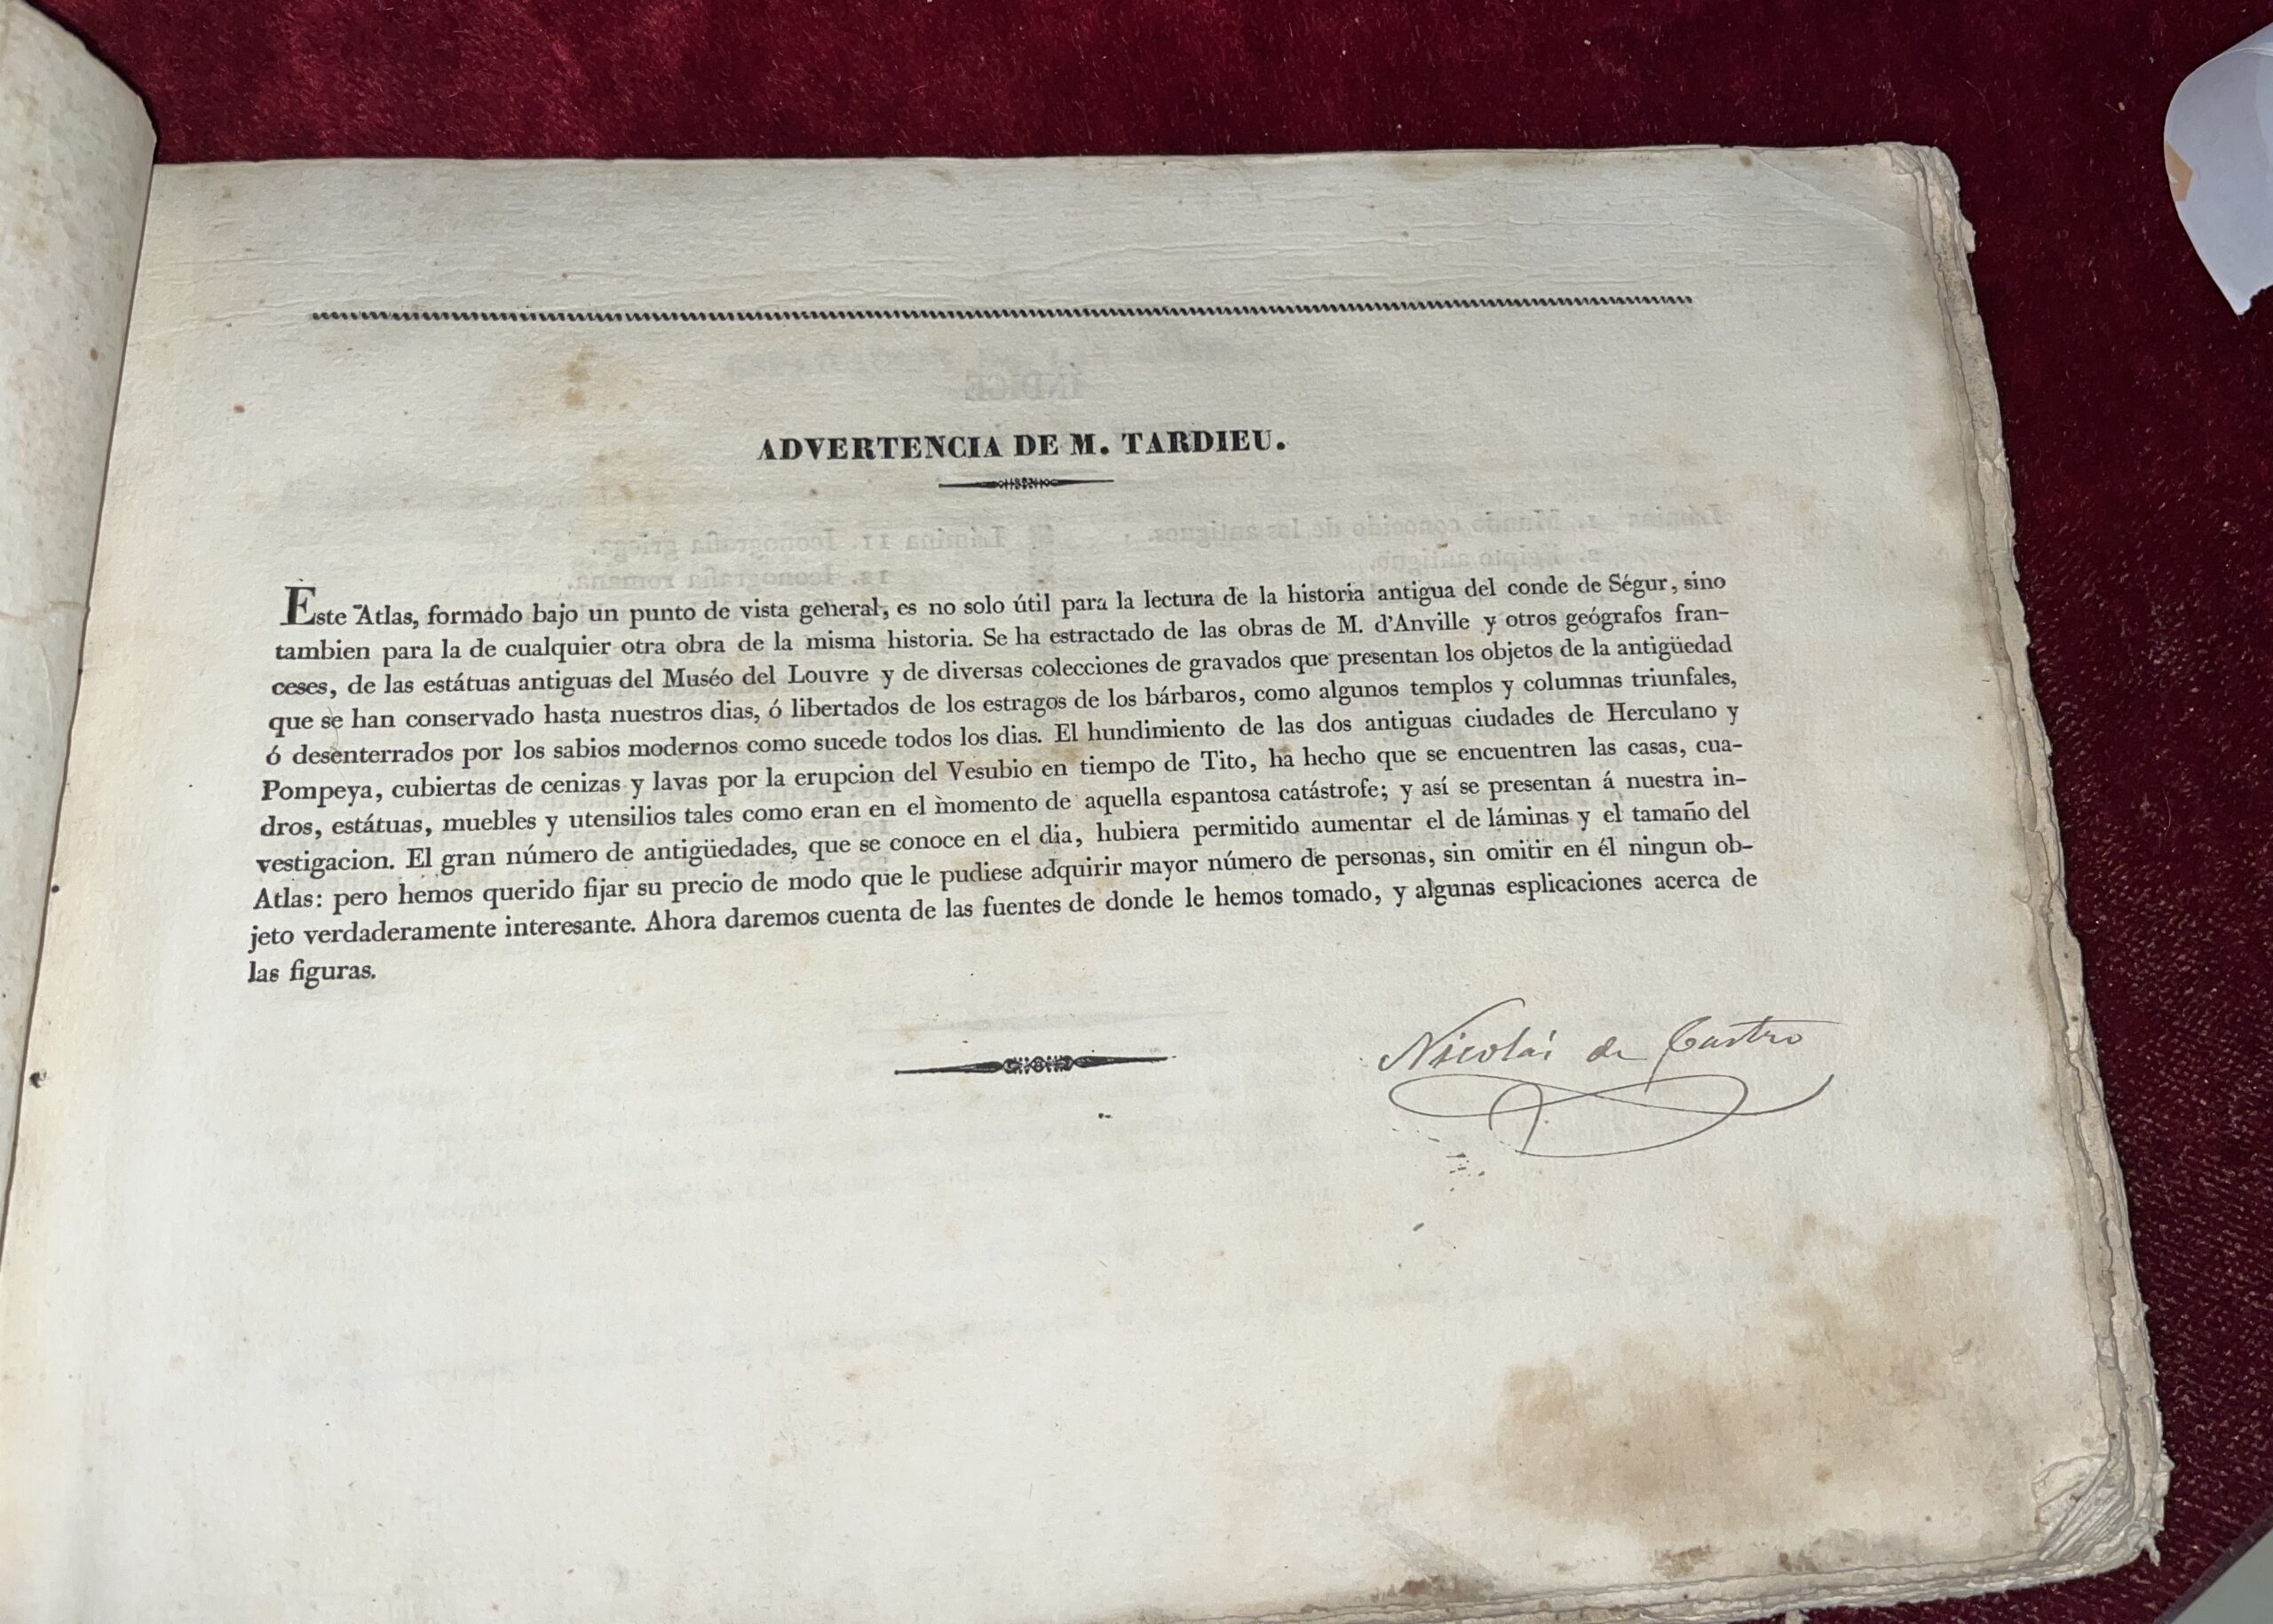 ADVERTENCIA DE M. TARDIEU.
Este Atlas, formado bajo un punto de vista general, es no solo útil para la lectura de la historia antigua del conde de Ségur, sino
tambien para la de cualquier otra obra de la misma historia. Se ha estractado de las obras de M. d'Anville y otros geógrafos fran-
ceses, de las estátuas antiguas del Muséo del Louvre y de diversas colecciones de gravados que presentan los objetos de la antigüedad
que se han conservado hasta nuestros dias, ó libertados de los estragos de los bárbaros, como algunos templos y columnas triunfales,
ó desenterrados por los sabios modernos como sucede todos los dias. El hundimiento de las dos antiguas ciudades de Herculano y
Pompeya, cubiertas de cenizas y lavas por la erupcion del Vesubio en tiempo de Tito, ha hecho que se encuentren las casas, cua-
dros, estátuas, muebles y utensilios tales como eran en el momento de aquella espantosa catástrofe; y así se presentan á nuestra in-
vestigacion. El gran número de antigüedades, que se conoce en el dia, hubiera permitido aumentar el de láminas y el tamaño del
Atlas: pero hemos querido fijar su precio de modo que le pudiese adquirir mayor número de personas, sin omitir en él ningun ob-
jeto verdaderamente interesante. Ahora daremos cuenta de las fuentes de donde le hemos tomado, y algunas esplicaciones acerca de
las figuras.
Nicolás de Castro